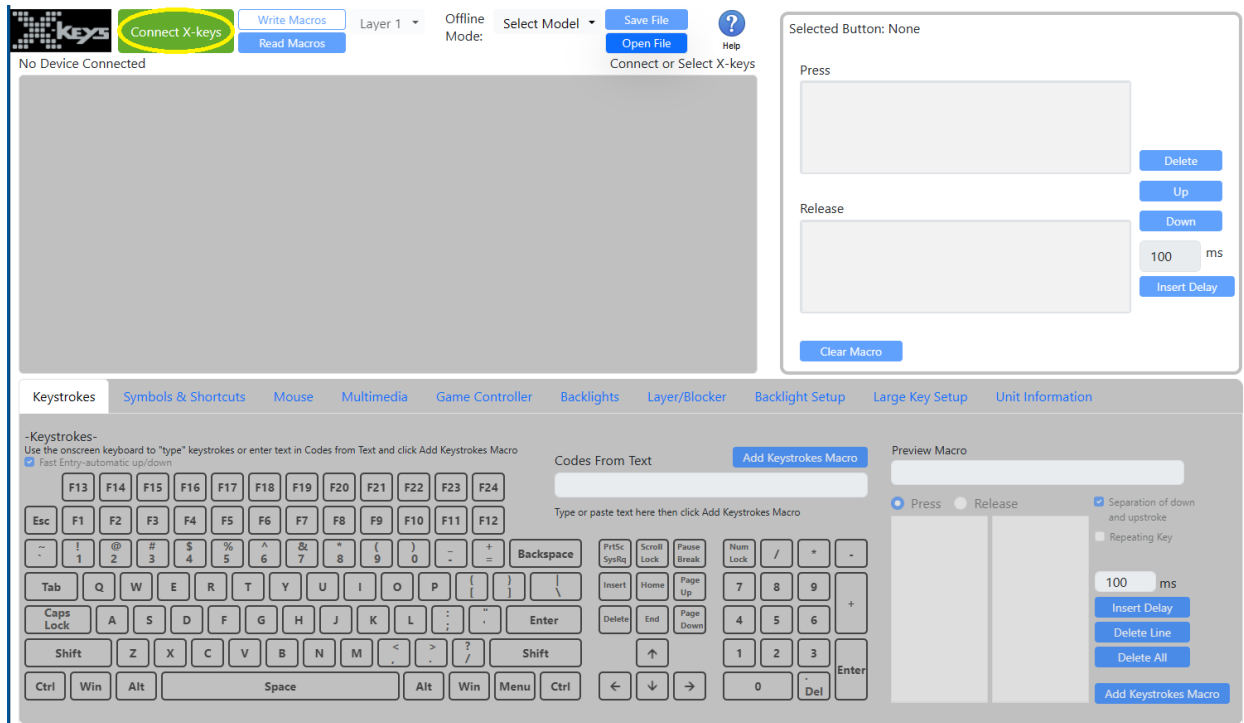 KEYS
Connect X-keys
Write Macros
Read Macros
Layer 1
Offline Mode:
Select Model
Save File
Open File
Help
No Device Connected
Connect or Select X-keys
Selected Button: None
Press
Release
Delete
Up
Down
100 ms
Insert Delay
Clear Macro
Keystrokes Symbols & Shortcuts Mouse Multimedia Game Controller Backlights Layer/Blocker Backlight Setup Large Key Setup Unit Information
-Keystrokes-
Use the onscreen keyboard to "type" keystrokes or enter text in Codes from Text and click Add Keystrokes Macro
Fast Entry-automatic up/down
F13 F14 F15 F16 F17 F18 F19 F20 F21 F22 F23 F24
Esc F1 F2 F3 F4 F5 F6 F7 F8 F9 F10 F11 F12
~ ! @ # $ % ^ & * ( ) _ +
` 1 2 3 4 5 6 7 8 9 0 - = Backspace
Tab Q W E R T Y U I O P { [ } ] | \
Caps Lock A S D F G H J K L : ; " ' Enter
Shift Z X C V B N M < , > . ? / Shift
Ctrl Win Alt Space Alt Win Menu Ctrl
Codes From Text
Add Keystrokes Macro
Type or paste text here then click Add Keystrokes Macro
PrtSc SysRq Scroll Lock Pause Break
Insert Home Page Up
Delete End Page Down
↑
← ↓ →
Num Lock / * -
7 8 9 +
4 5 6
1 2 3 Enter
0 . Del
Preview Macro
Press Release
Separation of down
and upstroke
Repeating Key
100 ms
Insert Delay
Delete Line
Delete All
Add Keystrokes Macro